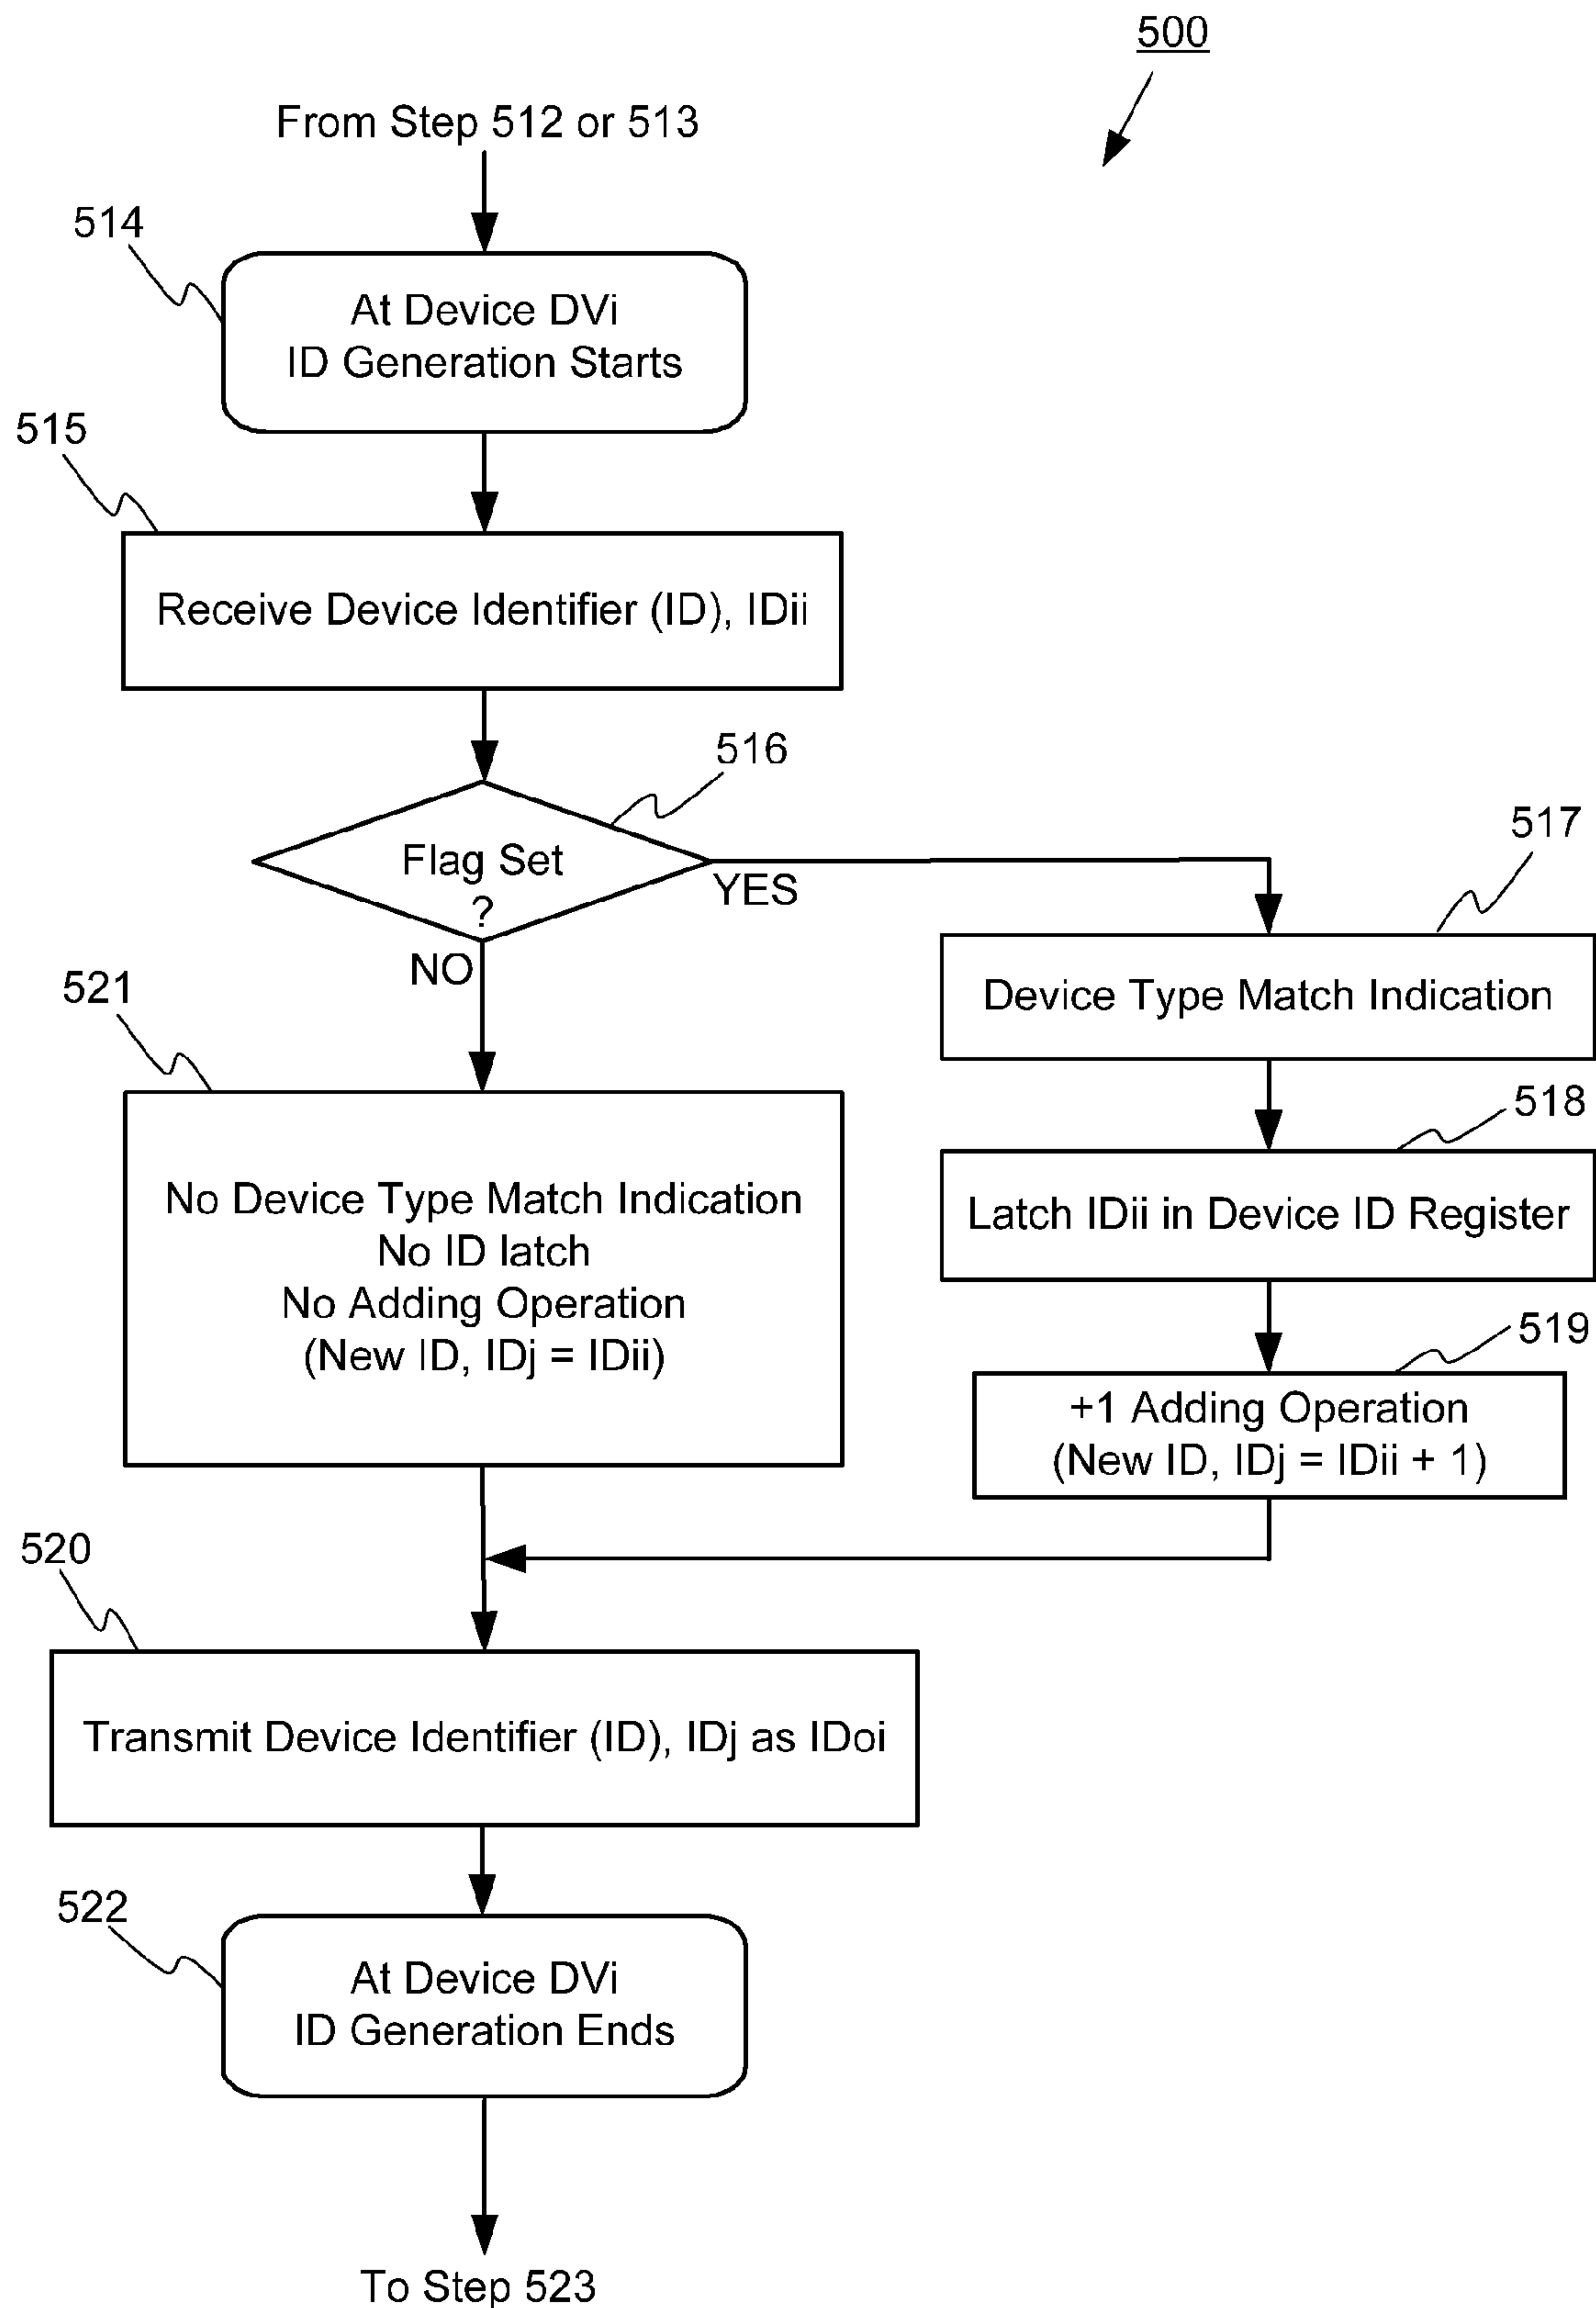 500
From Step 512 or 513
514
At Device DVi
ID Generation Starts
515
Receive Device Identifier (ID), IDii
516
Flag Set
?
YES
NO
517
Device Type Match Indication
518
Latch IDii in Device ID Register
519
+1 Adding Operation
(New ID, IDj = IDii + 1)
521
No Device Type Match Indication
No ID latch
No Adding Operation
(New ID, IDj = IDii)
520
Transmit Device Identifier (ID), IDj as IDoi
522
At Device DVi
ID Generation Ends
To Step 523